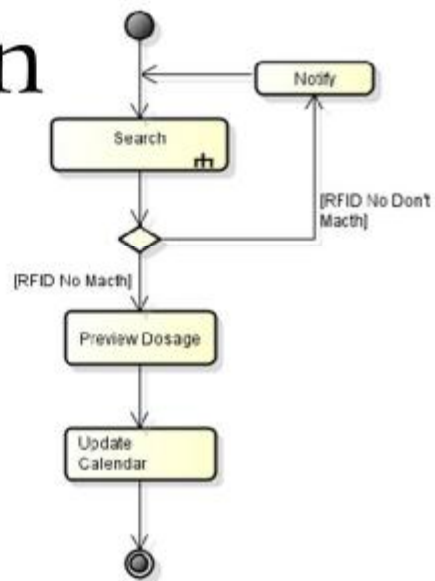 n
Notify
Search
[RFID No Don't
Macth]
[RFID No Macth]
Preview Dosage
Update
Calendar